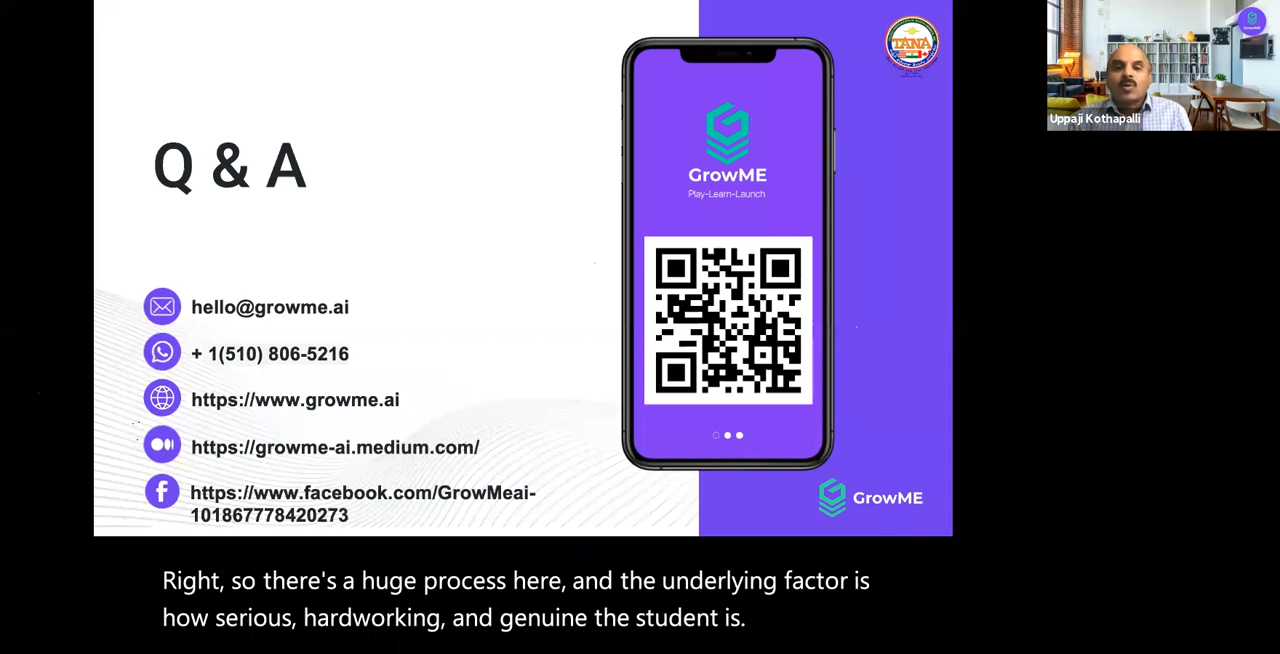 TANA
GrowME
Uppaji Kothapalli
Q & A
GrowME
Play-Learn-Launch
hello@growme.ai
+ 1(510) 806-5216
https://www.growme.ai
https://growme-ai.medium.com/
https://www.facebook.com/GrowMeai-
101867778420273
GrowME
Right, so there's a huge process here, and the underlying factor is
how serious, hardworking, and genuine the student is.